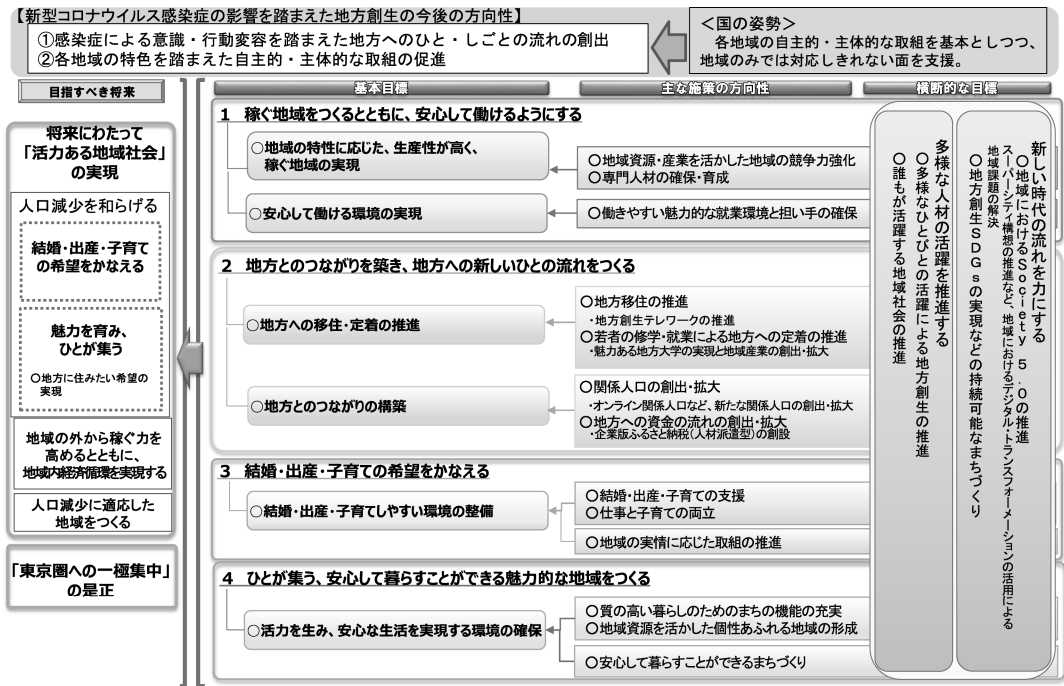 【新型コロナウイルス感染症の影響を踏まえた地方創生の今後の方向性】
①感染症による意識・行動変容を踏まえた地方へのひと・しごとの流れの創出
②各地域の特色を踏まえた自主的・主体的な取組の促進
＜国の姿勢＞
各地域の自主的・主体的な取組を基本としつつ、
地域のみでは対応しきれない面を支援。
目指すべき将来
将来にわたって
「活力ある地域社会」
の実現
人口減少を和らげる
結婚・出産・子育て
の希望をかなえる
魅力を育み、
ひとが集う
○地方に住みたい希望の
実現
地域の外から稼ぐ力を
高めるとともに、
地域内経済循環を実現する
人口減少に適応した
地域をつくる
「東京圏への一極集中」
の是正
基本目標
主な施策の方向性
横断的な目標
1 稼ぐ地域をつくるとともに、安心して働けるようにする
○地域の特性に応じた、生産性が高く、
稼ぐ地域の実現
○地域資源・産業を活かした地域の競争力強化
○専門人材の確保・育成
○安心して働ける環境の実現
○働きやすい魅力的な就業環境と担い手の確保
2 地方とのつながりを築き、地方への新しいひとの流れをつくる
○地方への移住・定着の推進
○地方移住の推進
・地方創生テレワークの推進
○若者の修学・就業による地方への定着の推進
・魅力ある地方大学の実現と地域産業の創出・拡大
○地方とのつながりの構築
○関係人口の創出・拡大
・オンライン関係人口など、新たな関係人口の創出・拡大
○地方への資金の流れの創出・拡大
・企業版ふるさと納税（人材派遣型）の創設
3 結婚・出産・子育ての希望をかなえる
○結婚・出産・子育てしやすい環境の整備
○結婚・出産・子育ての支援
○仕事と子育ての両立
○地域の実情に応じた取組の推進
4 ひとが集う、安心して暮らすことができる魅力的な地域をつくる
○活力を生み、安心な生活を実現する環境の確保
○質の高い暮らしのためのまちの機能の充実
○地域資源を活かした個性あふれる地域の形成
○安心して暮らすことができるまちづくり
多様な人材の活躍を推進する
○多様なひとびとの活躍による地方創生の推進
○誰もが活躍する地域社会の推進
新しい時代の流れを力にする
○地域におけるSociety 5.0の推進
スーパーシティ構想の推進など、地域におけるデジタル・トランスフォーメーションの活用による
地域課題の解決
○地方創生SDGsの実現などの持続可能なまちづくり